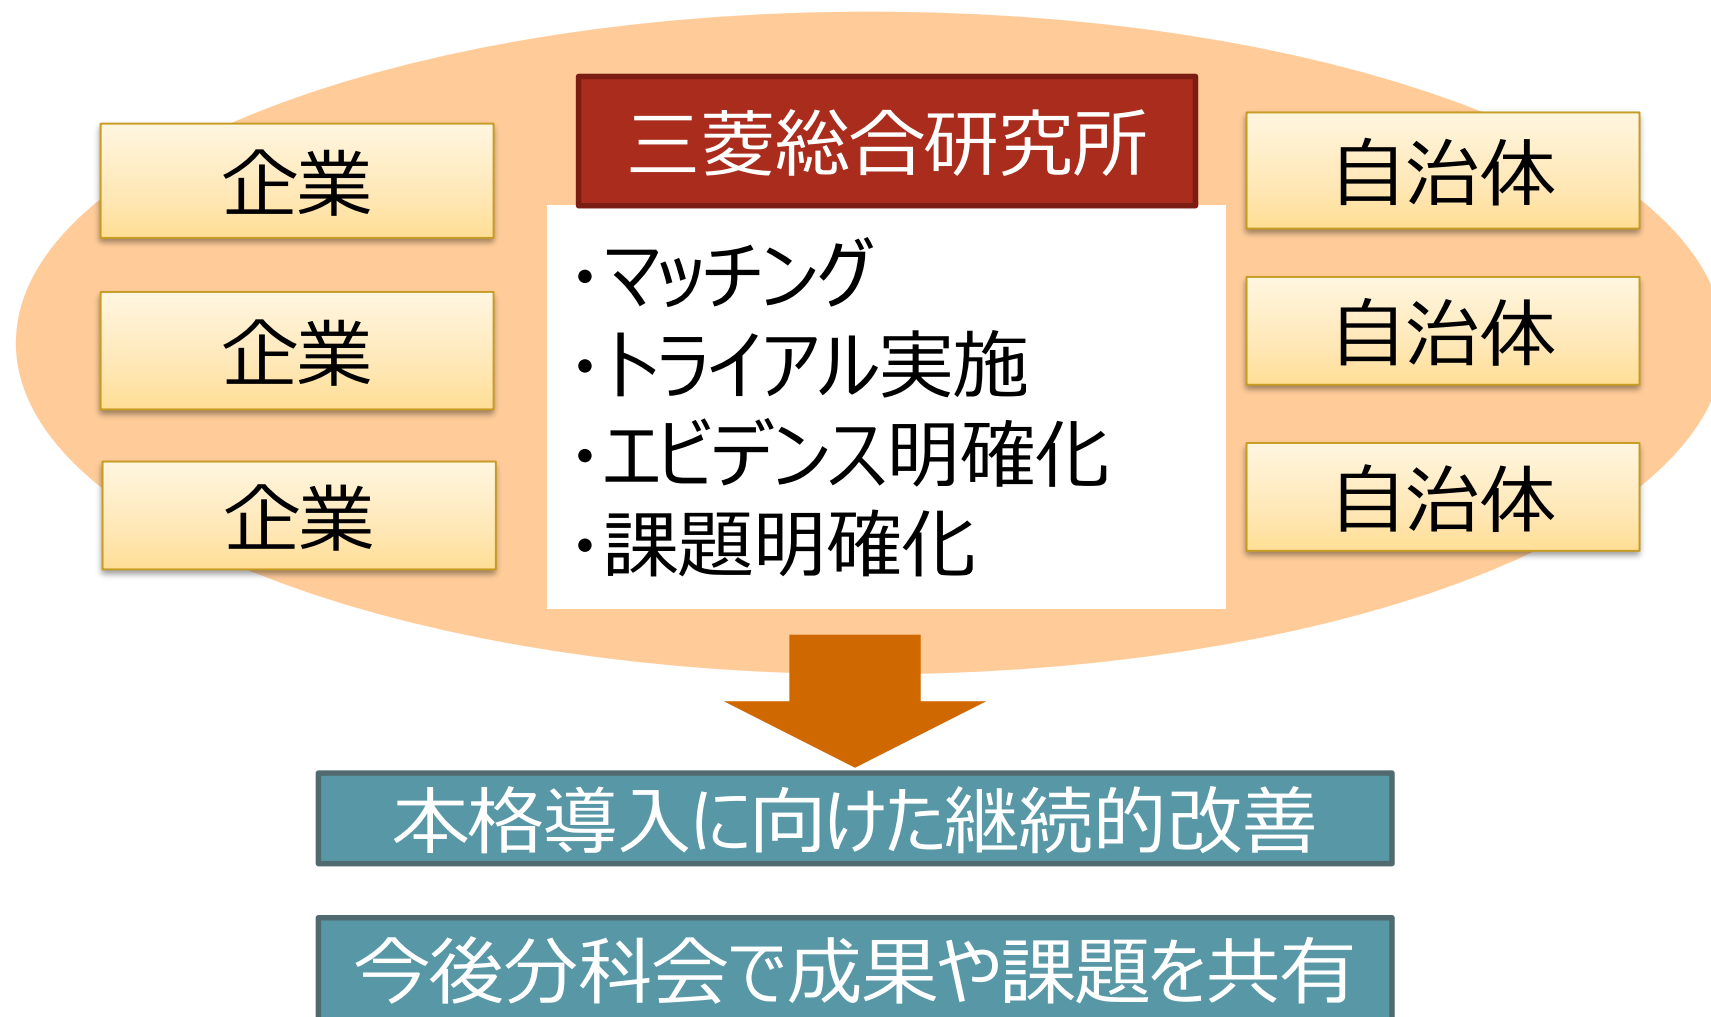 三菱総合研究所
企業
企業
企業
・マッチング
・トライアル実施
・エビデンス明確化
・課題明確化
自治体
自治体
自治体
本格導入に向けた継続的改善
今後分科会で成果や課題を共有